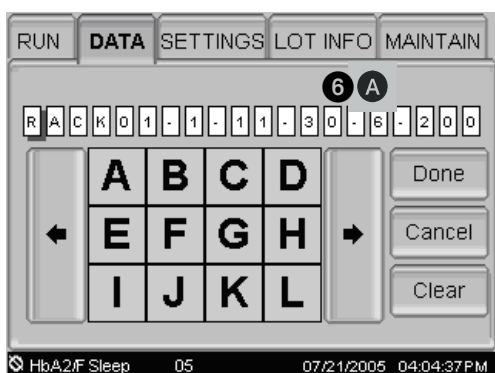 RUN DATA SETTINGS LOT INFO MAINTAIN
6 A
RACK01-1-11-30-6-200
A B C D Done
E F G H Cancel
I J K L Clear
HbA2/F Sleep 05 07/21/2005 04:04:37PM